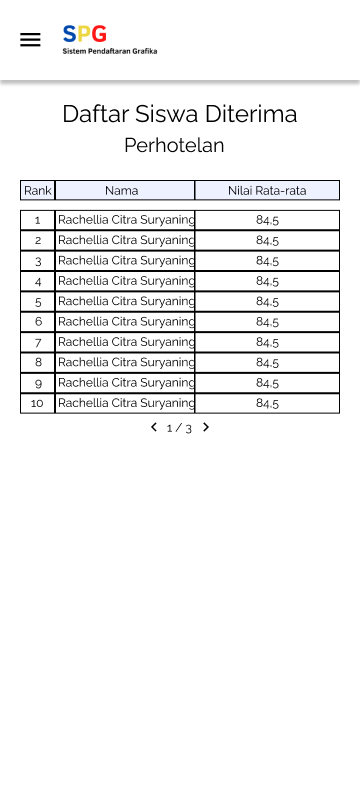 SPG
Sistem Pendaftaran Grafika
Daftar Siswa Diterima
Perhotelan
Rank Nama Nilai Rata-rata
1 Rachellia Citra Suryaning 84,5
2 Rachellia Citra Suryaning 84,5
3 Rachellia Citra Suryaning 84,5
4 Rachellia Citra Suryaning 84,5
5 Rachellia Citra Suryaning 84,5
6 Rachellia Citra Suryaning 84,5
7 Rachellia Citra Suryaning 84,5
8 Rachellia Citra Suryaning 84,5
9 Rachellia Citra Suryaning 84,5
10 Rachellia Citra Suryaning 84,5
1 / 3